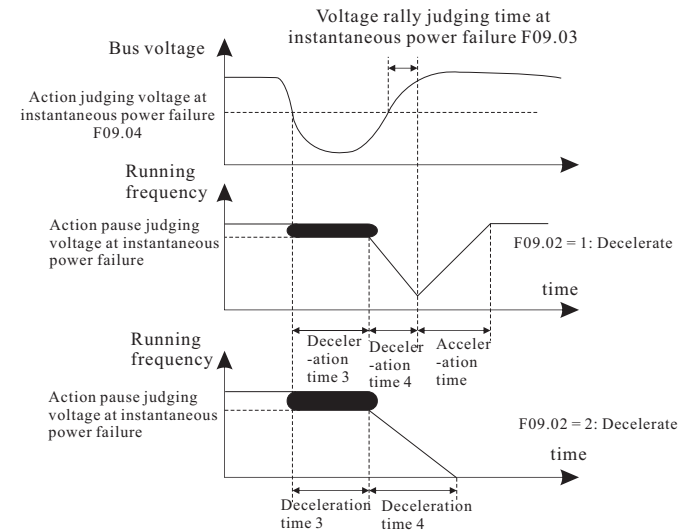 Voltage rally judging time at
instantaneous power failure F09.03
Bus voltage
Action judging voltage at
instantaneous power failure
F09.04
Running
frequency
Action pause judging
voltage at instantaneous
power failure
F09.02 = 1: Decelerate
time
Deceler
-ation
time 3
Deceler
-ation
time 4
Acceler
-ation
time
Running
frequency
Action pause judging
voltage at instantaneous
power failure
F09.02 = 2: Decelerate
time
Deceleration
time 3
Deceleration
time 4